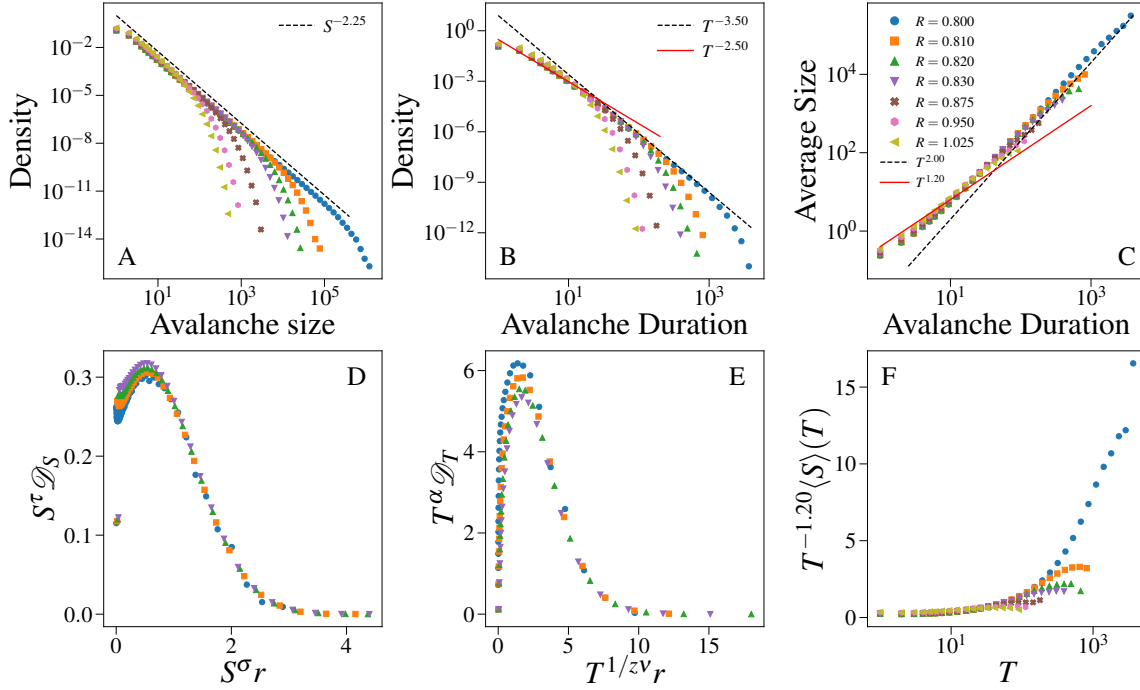 Density
10^{-2}
10^{-5}
10^{-8}
10^{-11}
10^{-14}
S^{-2.25}
A
10^{1}
10^{3}
10^{5}
Avalanche size
Density
10^{0}
10^{-3}
10^{-6}
10^{-9}
10^{-12}
T^{-3.50}
T^{-2.50}
B
10^{1}
10^{3}
Avalanche Duration
Average Size
10^{4}
10^{2}
10^{0}
R = 0.800
R = 0.810
R = 0.820
R = 0.830
R = 0.875
R = 0.950
R = 1.025
T^{2.00}
T^{1.20}
C
10^{1}
10^{3}
Avalanche Duration
S^{τ} 𝒟_{S}
0.3
0.2
0.1
0.0
D
0
2
4
S^{σ} r
T^{α} 𝒟_{T}
6
4
2
0
E
0
5
10
15
T^{1/zν} r
T^{-1.20}⟨S⟩(T)
15
10
5
0
F
10^{1}
10^{3}
T